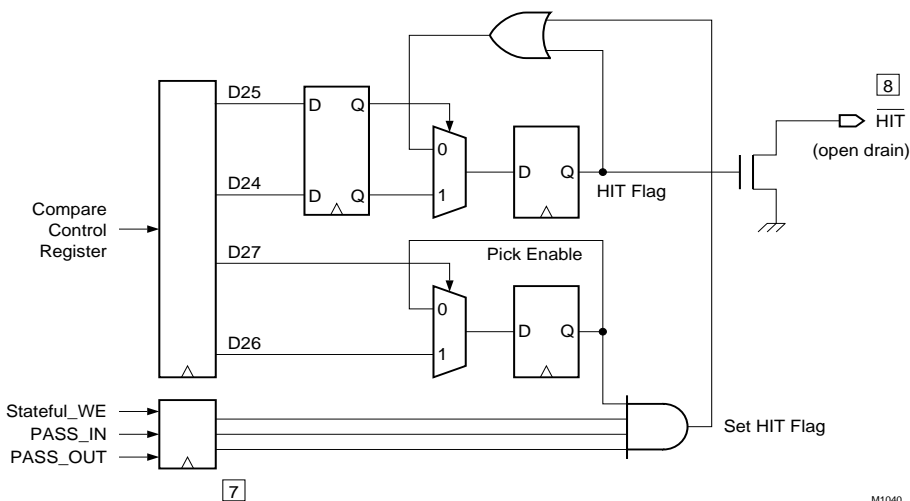 D25
D Q
8
HIT
(open drain)
0
D Q
HIT Flag
D24
D Q
1
Compare
Control
Register
D27
Pick Enable
0
D Q
D26
1
Stateful_WE
PASS_IN
PASS_OUT
Set HIT Flag
7
M1040